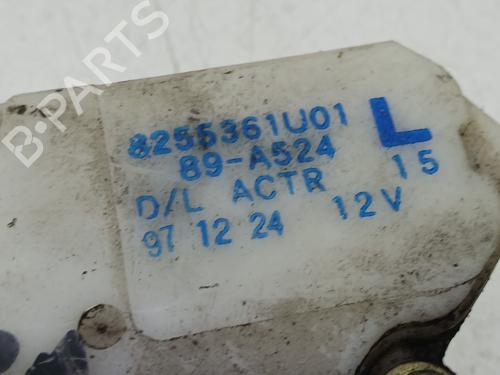 B-PARTS
8255361U01
L
89-A524
15
D/L ACTR
97 12 24 12V